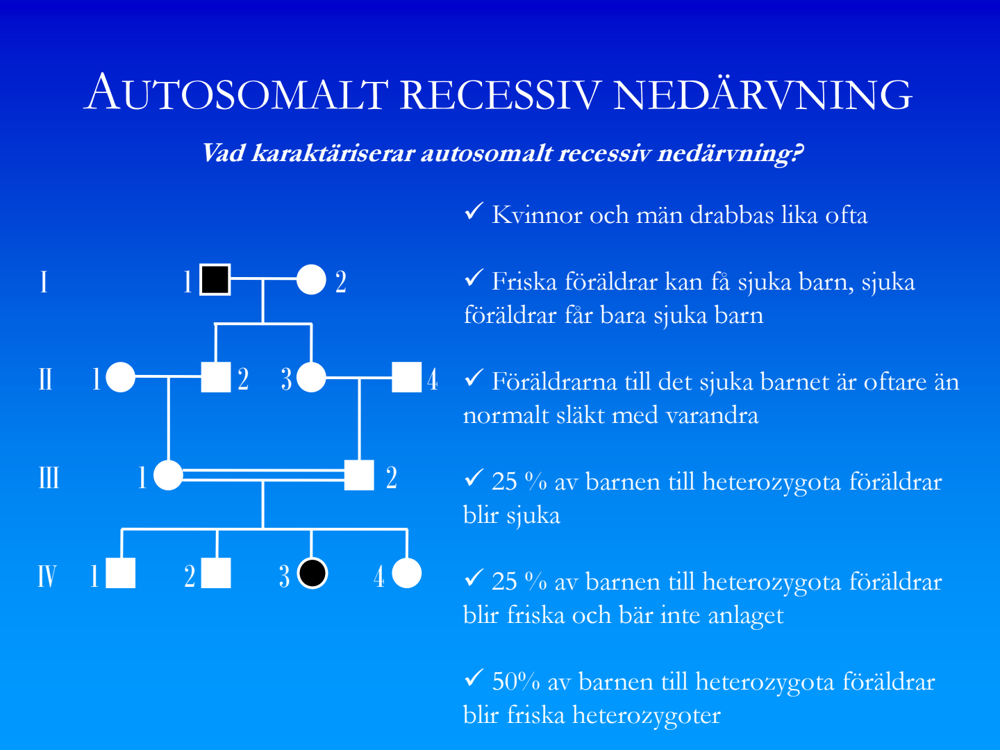 AUTOSOMALT RECESSIV NEDÄRVNING
Vad karaktäriserar autosomalt recessiv nedärvning?
✓ Kvinnor och män drabbas lika ofta
✓ Friska föräldrar kan få sjuka barn, sjuka
föräldrar får bara sjuka barn
✓ Föräldrarna till det sjuka barnet är oftare än
normalt släkt med varandra
✓ 25 % av barnen till heterozygota föräldrar
blir sjuka
✓ 25 % av barnen till heterozygota föräldrar
blir friska och bär inte anlaget
✓ 50% av barnen till heterozygota föräldrar
blir friska heterozygoter
I 1 2
II 1 2 3 4
III 1 2
IV 1 2 3 4